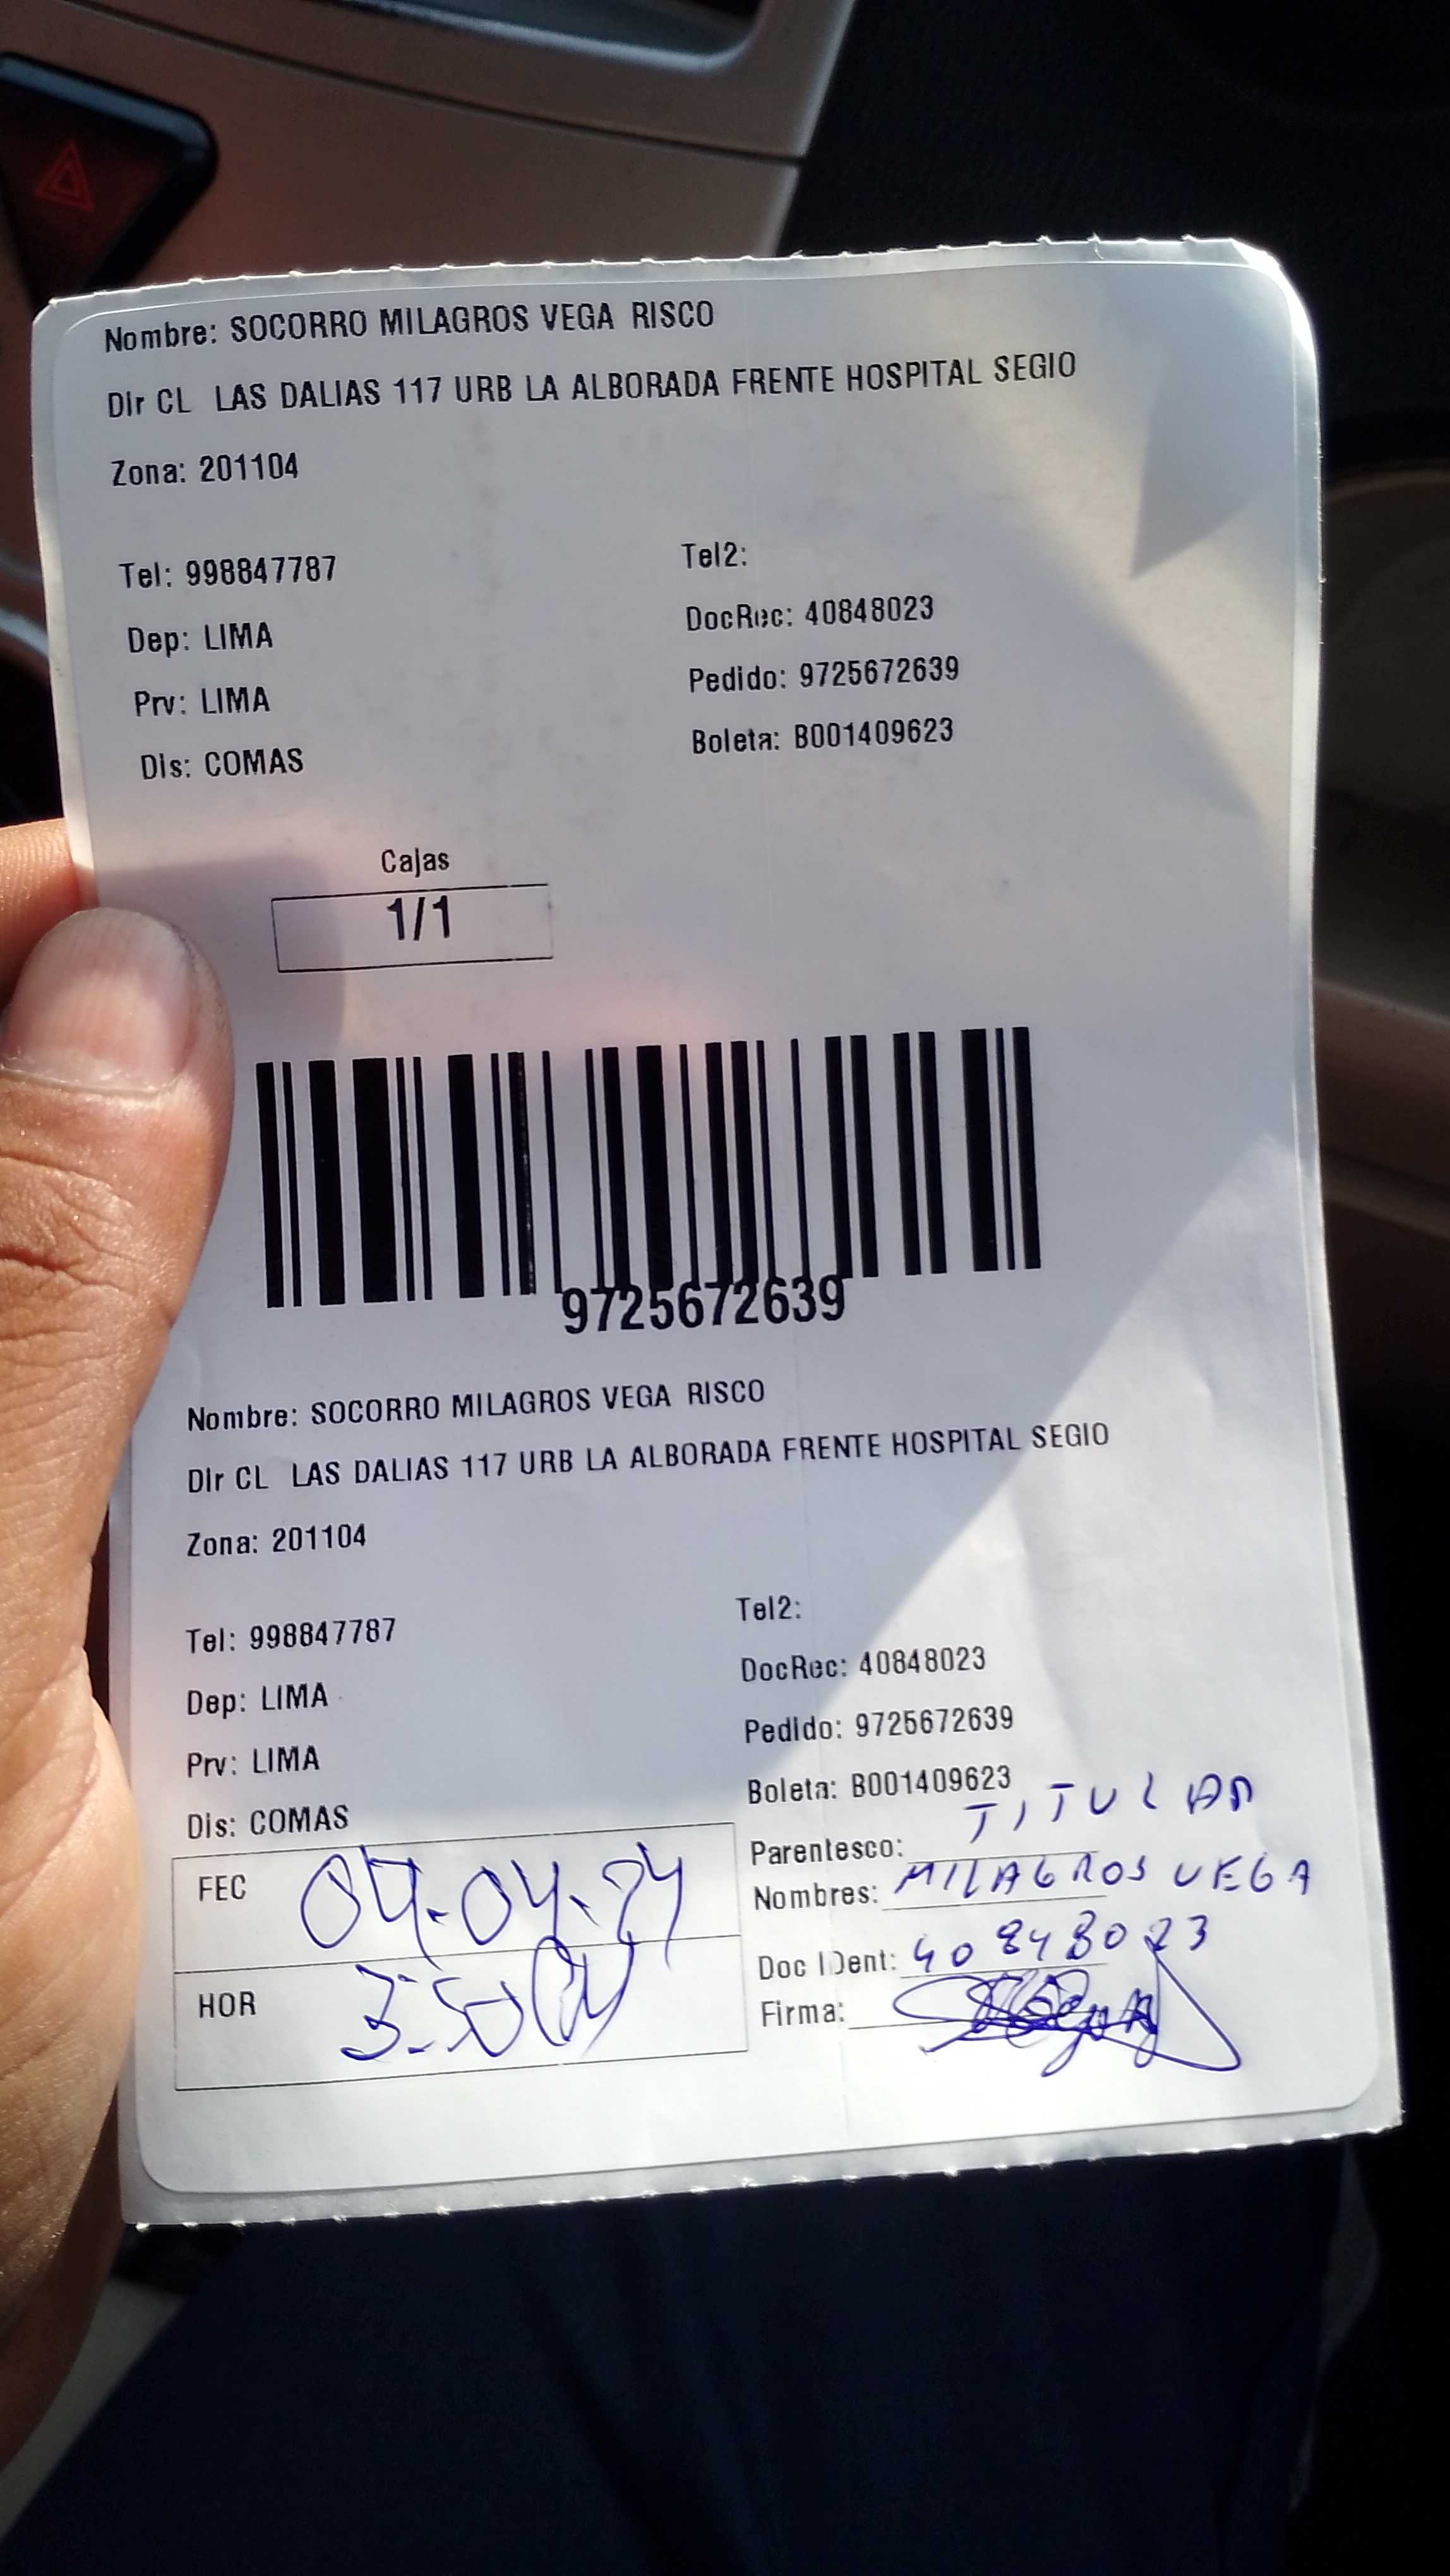 Nombre: SOCORRO MILAGROS VEGA RISCO
Dir CL LAS DALIAS 117 URB LA ALBORADA FRENTE HOSPITAL SEGIO
Zona: 201104
Tel: 998847787
Tel2:
Dep: LIMA
DocRec: 40848023
Prv: LIMA
Pedido: 9725672639
Dis: COMAS
Boleta: B001409623
Cajas
1/1
9725672639
Nombre: SOCORRO MILAGROS VEGA RISCO
Dir CL LAS DALIAS 117 URB LA ALBORADA FRENTE HOSPITAL SEGIO
Zona: 201104
Tel: 998847787
Tel2:
Dep: LIMA
DocRec: 40848023
Prv: LIMA
Pedido: 9725672639
Dis: COMAS
Boleta: B001409623
FEC
Parentesco: TITULAR
Nombres: MILAGROS VEGA
HOR 3:50
Doc IDent: 40848023
Firma: